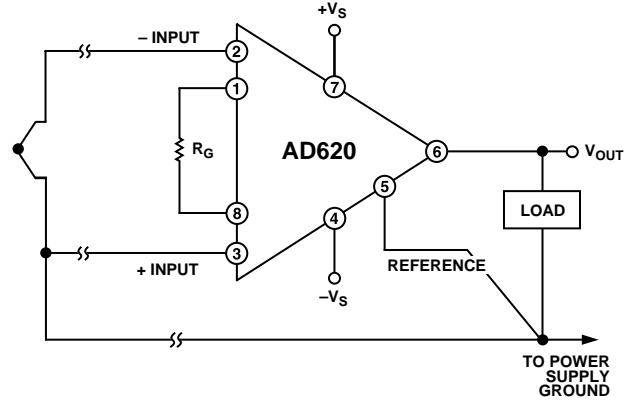 +VS
– INPUT
2
1
7
RG
AD620
6
VOUT
5
8
4
LOAD
3
+ INPUT
REFERENCE
–VS
TO POWER
SUPPLY
GROUND